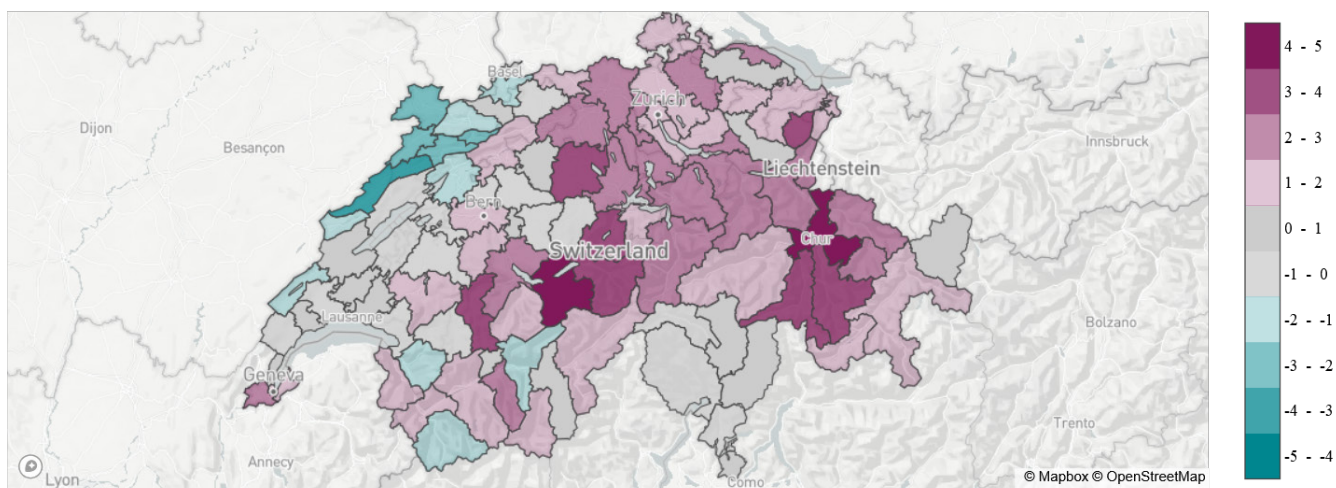 Basel
Zurich
Dijon
Besançon
Innsbruck
Liechtenstein
Bern
Chur
Switzerland
Lausanne
Bolzano
Geneva
Trento
Annecy
Lyon
Como
© Mapbox © OpenStreetMap
4 - 5
3 - 4
2 - 3
1 - 2
0 - 1
-1 - 0
-2 - -1
-3 - -2
-4 - -3
-5 - -4